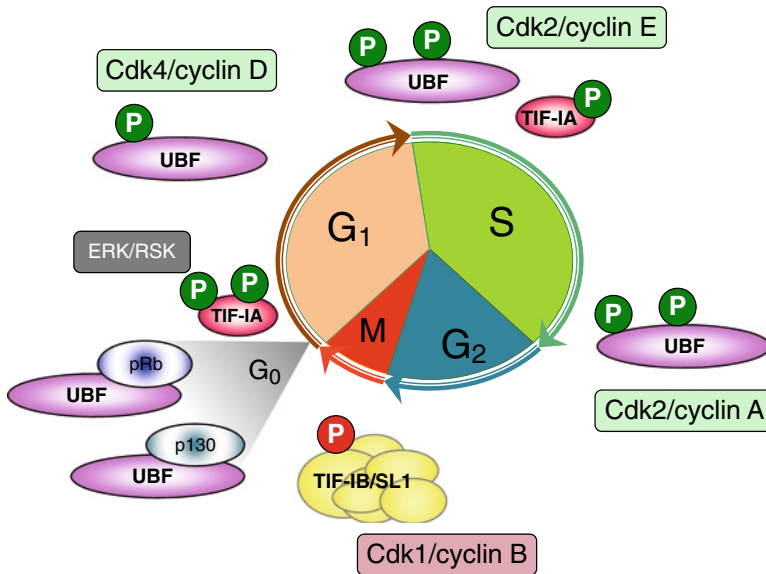 Cdk2/cyclin E
P
P
UBF
P
TIF-IA
Cdk4/cyclin D
P
UBF
ERK/RSK
P
P
TIF-IA
G1
S
M
G2
G0
pRb
UBF
p130
UBF
P
P
UBF
Cdk2/cyclin A
P
TIF-IB/SL1
Cdk1/cyclin B